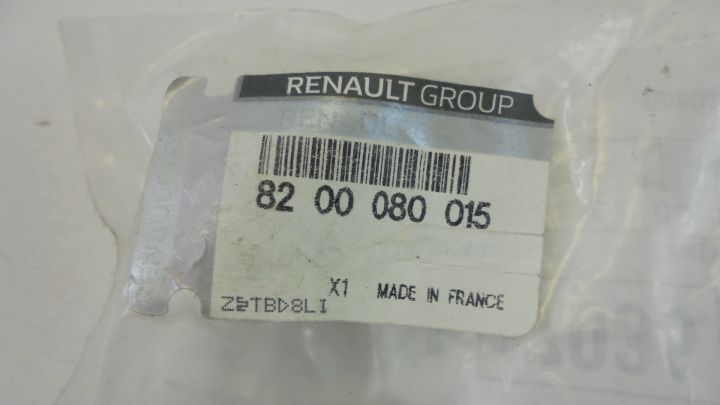 RENAULT GROUP
82 00 080 015
X1 MADE IN FRANCE